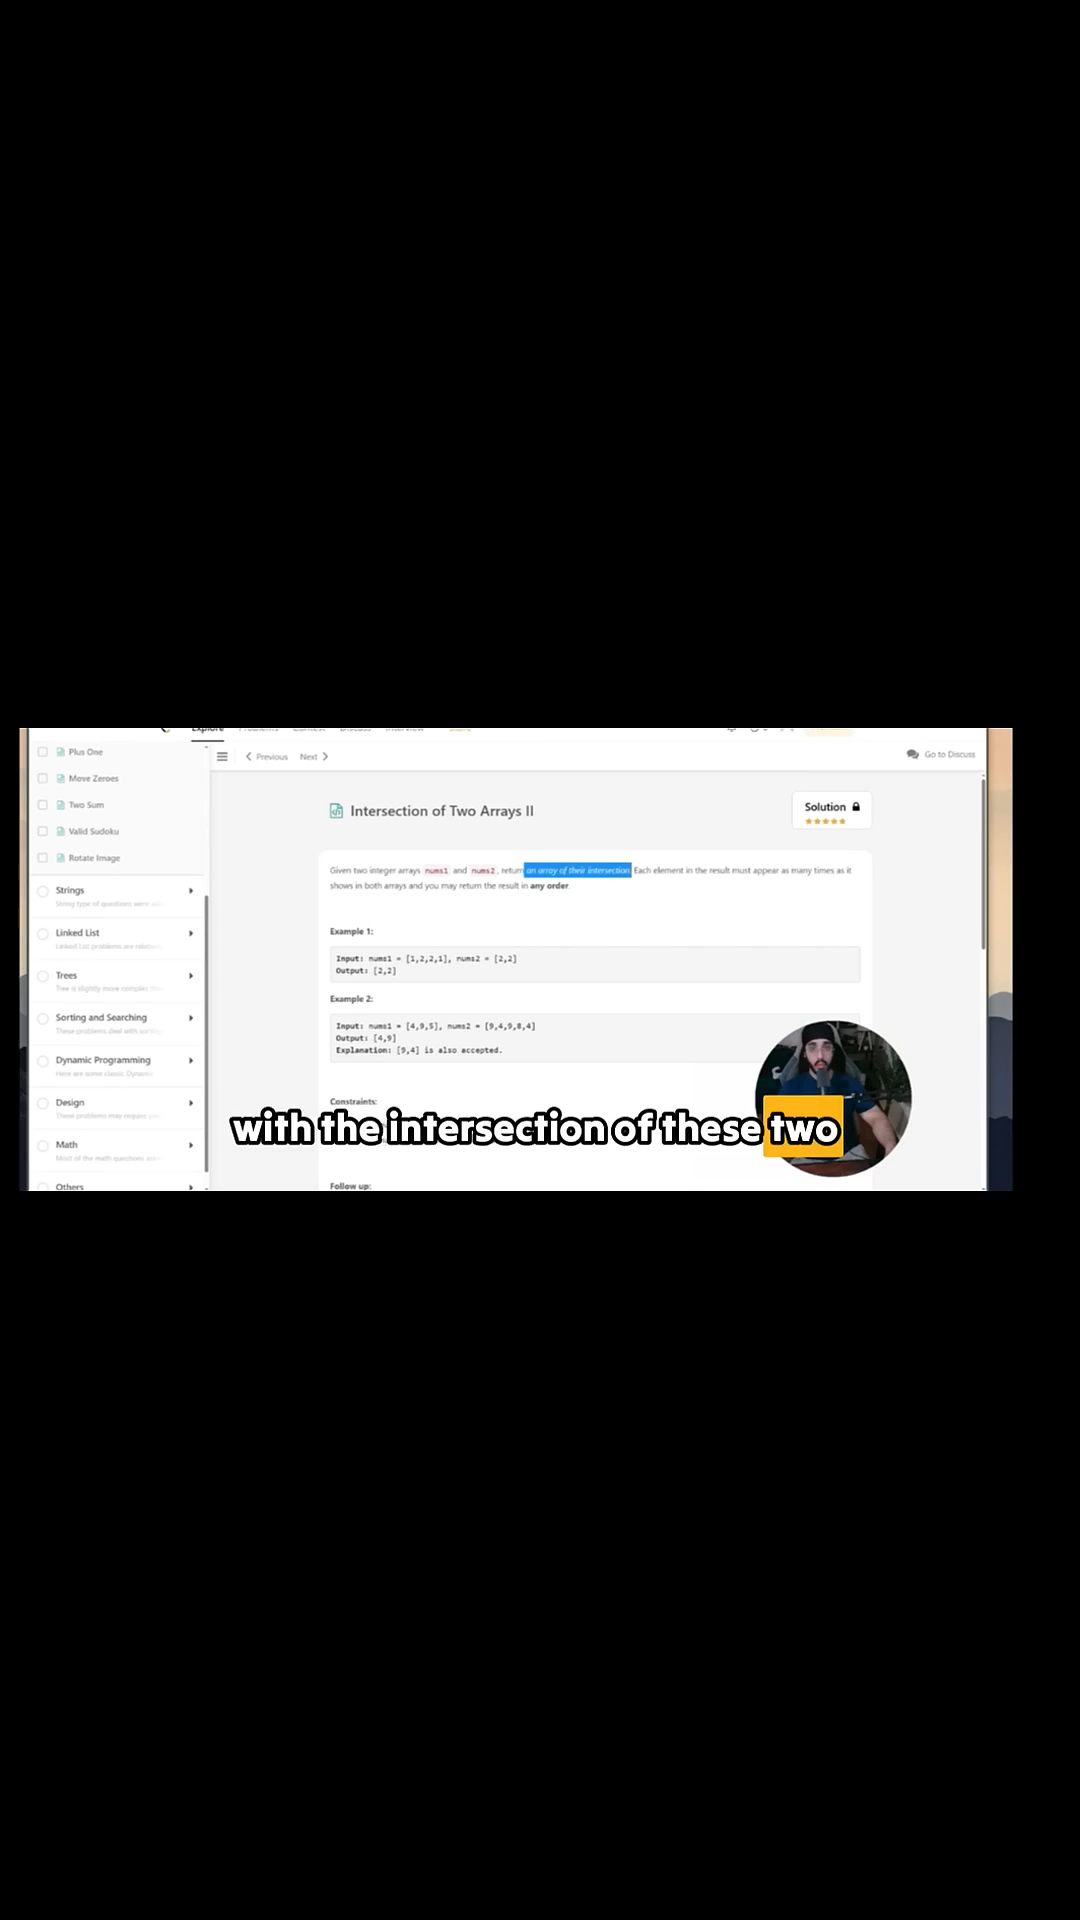 Explore
Plus One
Move Zeroes
Two Sum
Valid Sudoku
Rotate Image
Strings
Linked List
Trees
Sorting and Searching
Dynamic Programming
Design
Math
Others
Previous Next
Go to Discuss
Intersection of Two Arrays II
Solution
Given two integer arrays nums1 and nums2, return an array of their intersection. Each element in the result must appear as many times as it
shows in both arrays and you may return the result in any order.
Example 1:
Input: nums1 = [1,2,2,1], nums2 = [2,2]
Output: [2,2]
Example 2:
Input: nums1 = [4,9,5], nums2 = [9,4,9,8,4]
Output: [4,9]
Explanation: [9,4] is also accepted.
Constraints:
with the intersection of these two
Follow up: